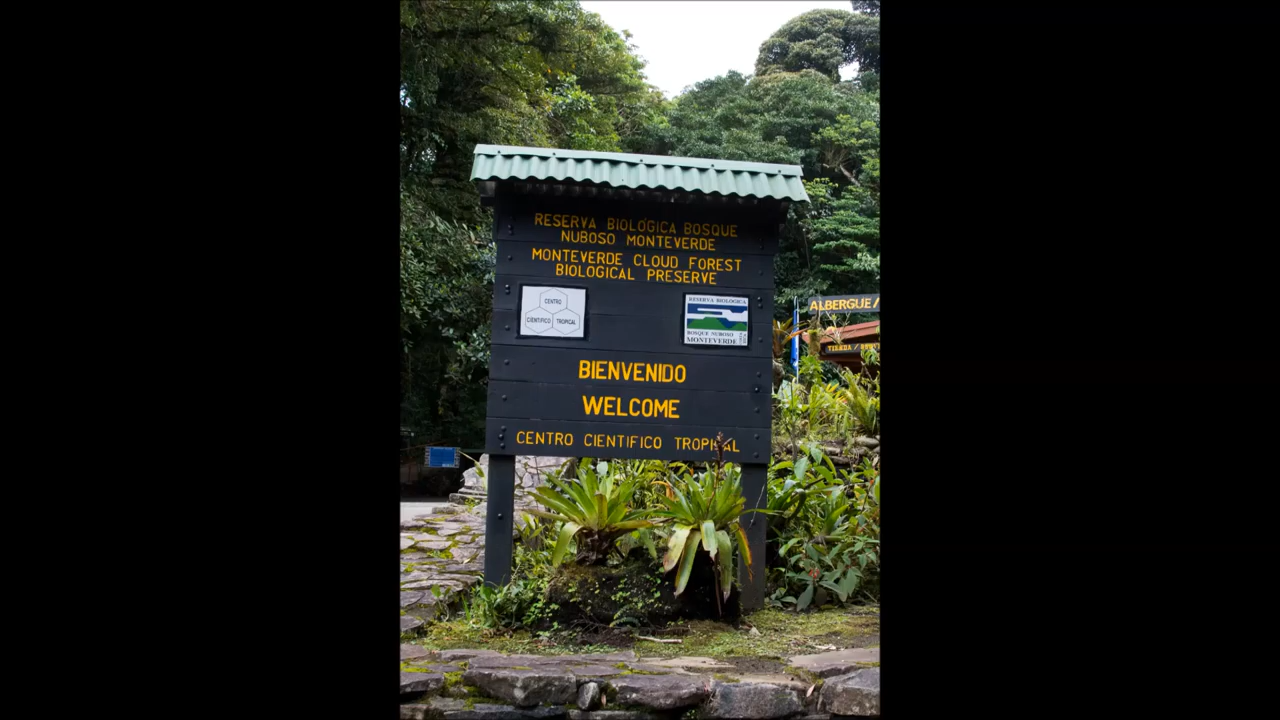 RESERVA BIOLÓGICA BOSQUE
NUBOSO MONTEVERDE
MONTEVERDE CLOUD FOREST
BIOLOGICAL PRESERVE
CENTRO
CIENTIFICO TROPICAL
RESERVA BIOLOGICA
BOSQUE NUBOSO
MONTEVERDE
BIENVENIDO
WELCOME
CENTRO CIENTIFICO TROPICAL
ALBERGUE /
TIENDA /